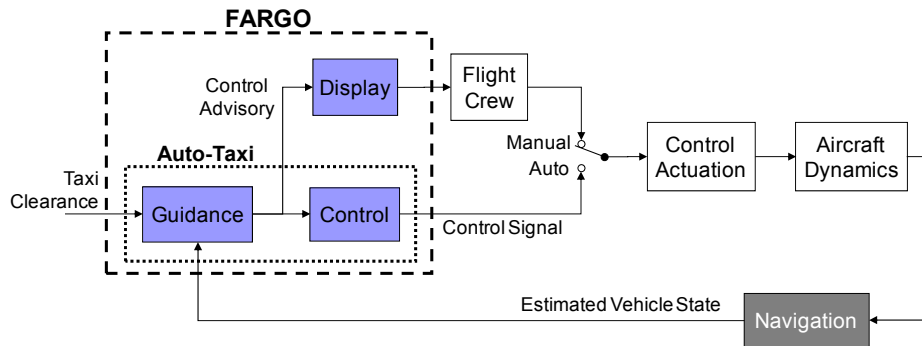 FARGO
Control
Advisory
Display
Flight
Crew
Manual
Auto
Control
Actuation
Aircraft
Dynamics
Auto-Taxi
Taxi
Clearance
Guidance
Control
Control Signal
Estimated Vehicle State
Navigation